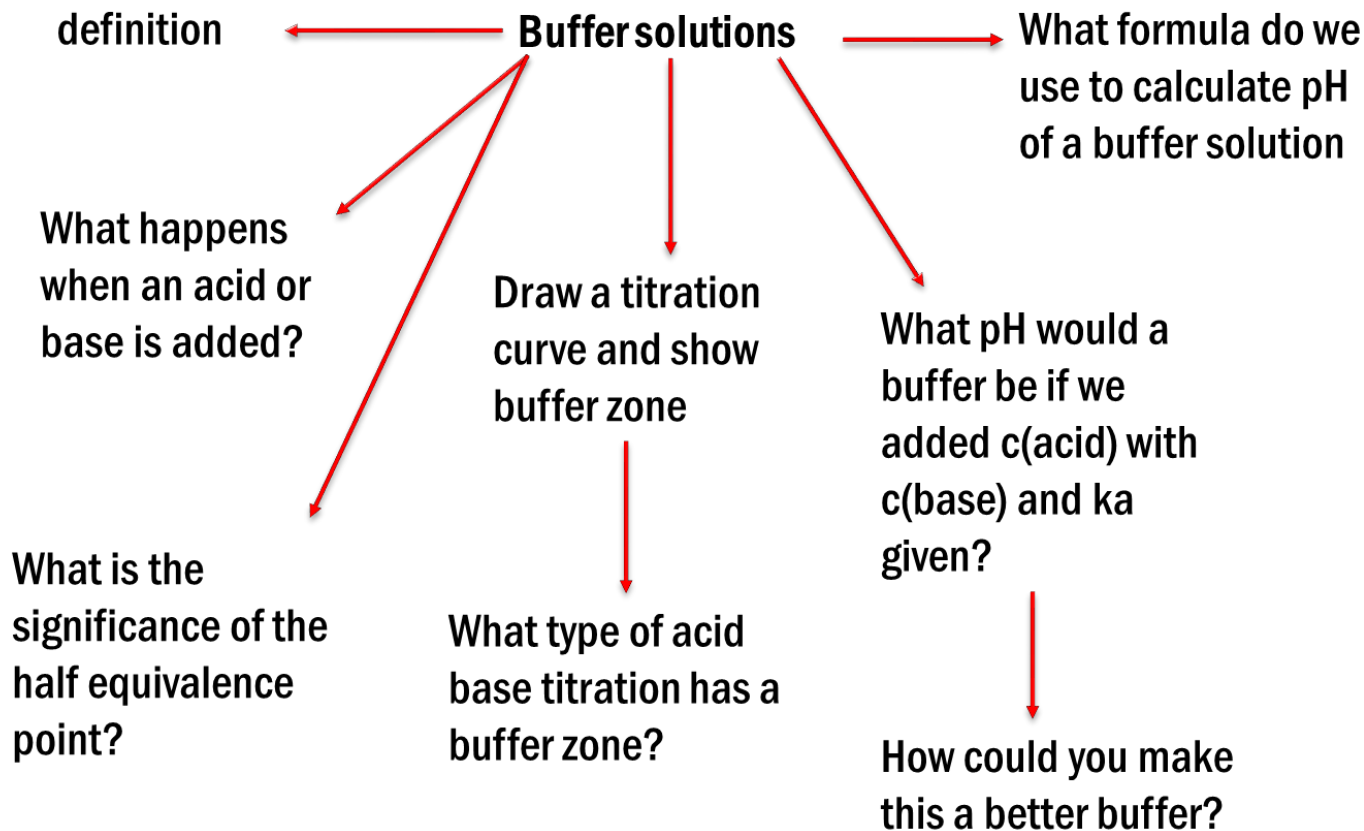 definition
Buffer solutions
What formula do we
use to calculate pH
of a buffer solution
What happens
when an acid or
base is added?
Draw a titration
curve and show
buffer zone
What pH would a
buffer be if we
added c(acid) with
c(base) and ka
given?
What is the
significance of the
half equivalence
point?
What type of acid
base titration has a
buffer zone?
How could you make
this a better buffer?